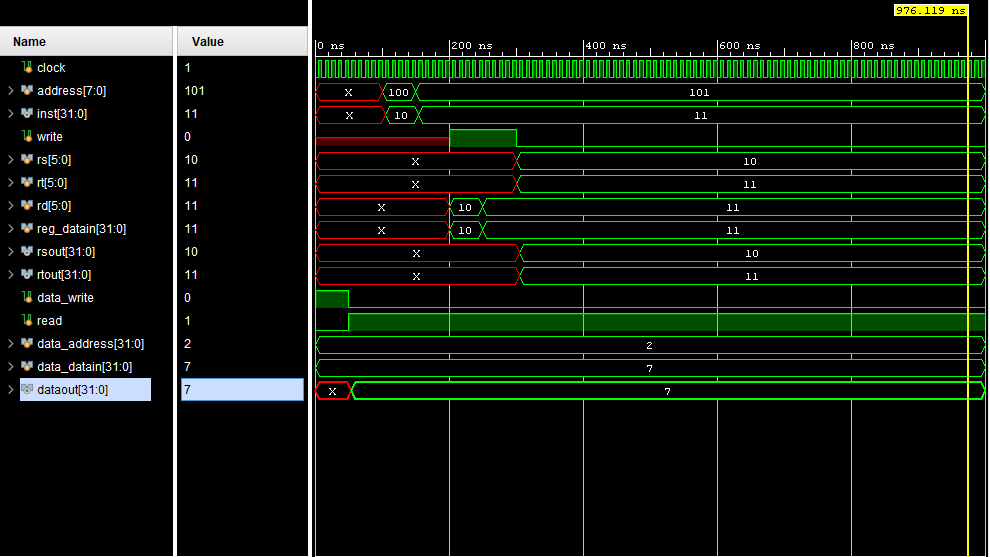 976.119 ns
Name Value 0 ns 200 ns 400 ns 600 ns 800 ns
clock 1
address[7:0] 101 X 100 101
inst[31:0] 11 X 10 11
write 0
rs[5:0] 10 X 10
rt[5:0] 11 X 11
rd[5:0] 11 X 10 11
reg_datain[31:0] 11 X 10 11
rsout[31:0] 10 X 10
rtout[31:0] 11 X 11
data_write 0
read 1
data_address[31:0] 2 2
data_datain[31:0] 7 7
dataout[31:0] 7 X 7